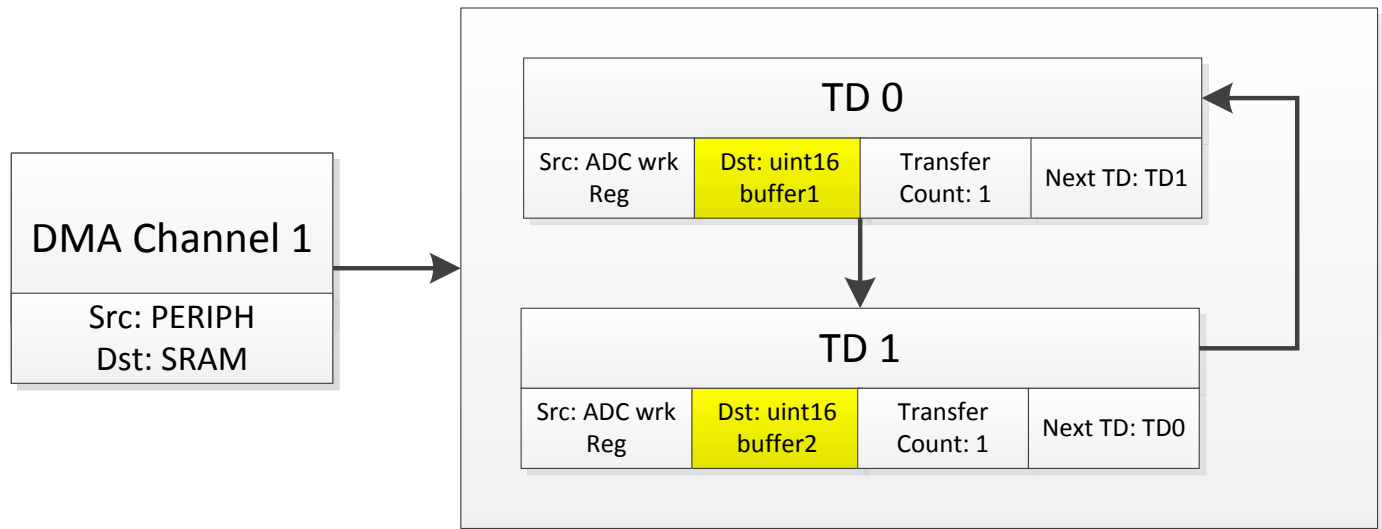 DMA Channel 1
Src: PERIPH
Dst: SRAM
TD 0
Src: ADC wrk
Reg
Dst: uint16
buffer1
Transfer
Count: 1
Next TD: TD1
TD 1
Src: ADC wrk
Reg
Dst: uint16
buffer2
Transfer
Count: 1
Next TD: TD0